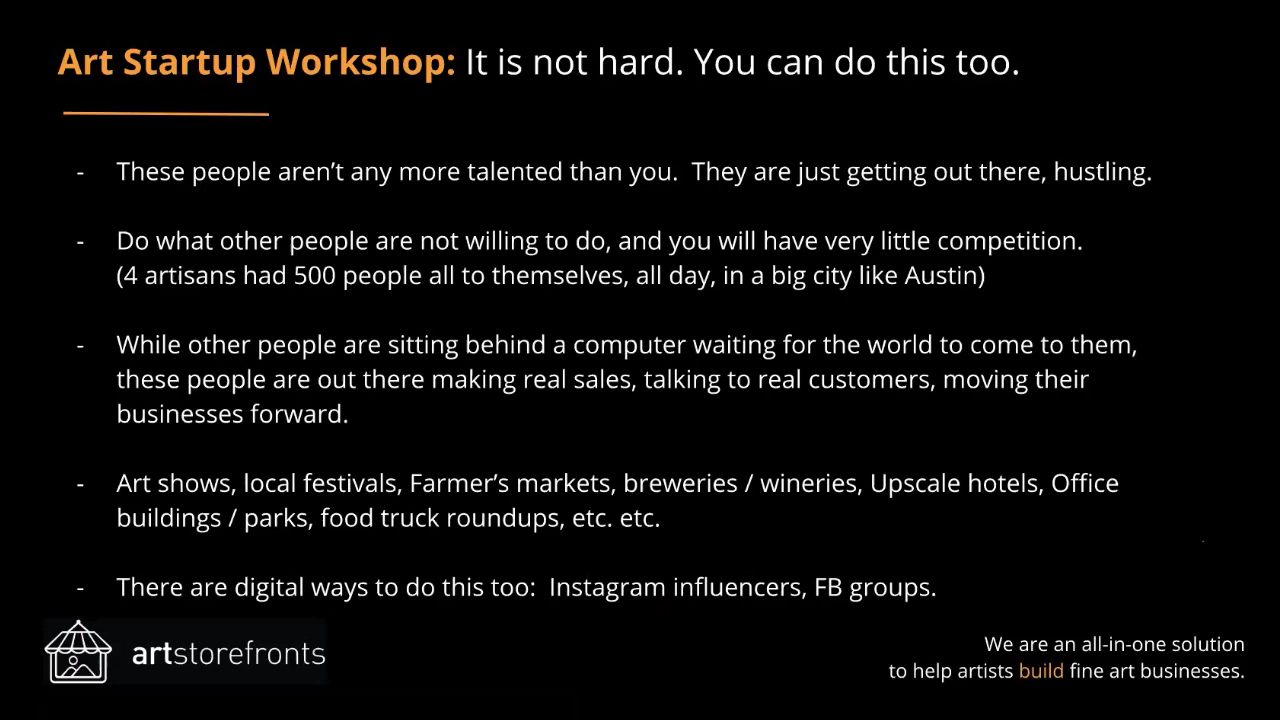 Art Startup Workshop: It is not hard. You can do this too.
- These people aren’t any more talented than you.  They are just getting out there, hustling.
- Do what other people are not willing to do, and you will have very little competition.
(4 artisans had 500 people all to themselves, all day, in a big city like Austin)
- While other people are sitting behind a computer waiting for the world to come to them,
these people are out there making real sales, talking to real customers, moving their
businesses forward.
- Art shows, local festivals, Farmer’s markets, breweries / wineries, Upscale hotels, Office
buildings / parks, food truck roundups, etc. etc.
- There are digital ways to do this too:  Instagram influencers, FB groups.
artstorefronts
We are an all-in-one solution
to help artists build fine art businesses.